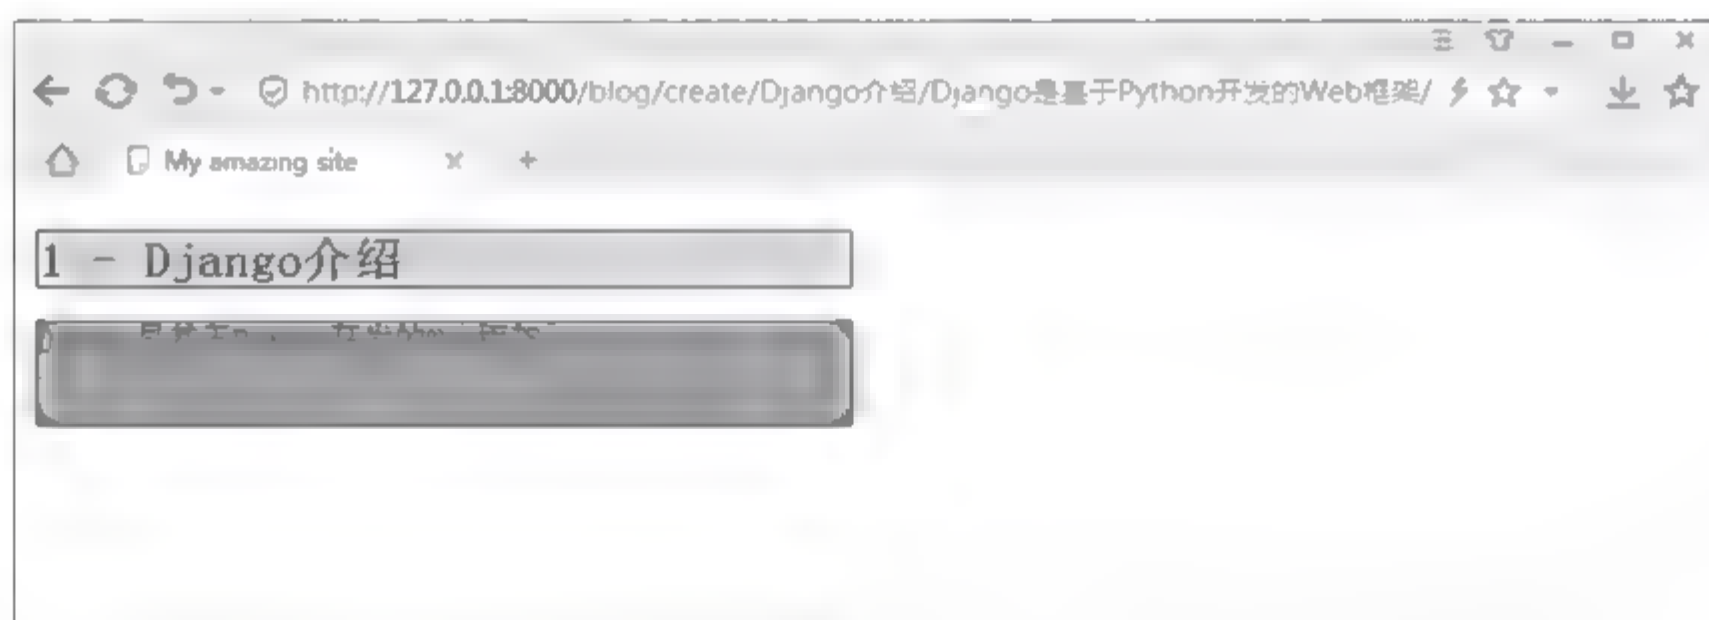 http://127.0.0.1:8000/blog/create/Django介绍/Django是基于Python开发的Web框架/
My amazing site
1 - Django介绍